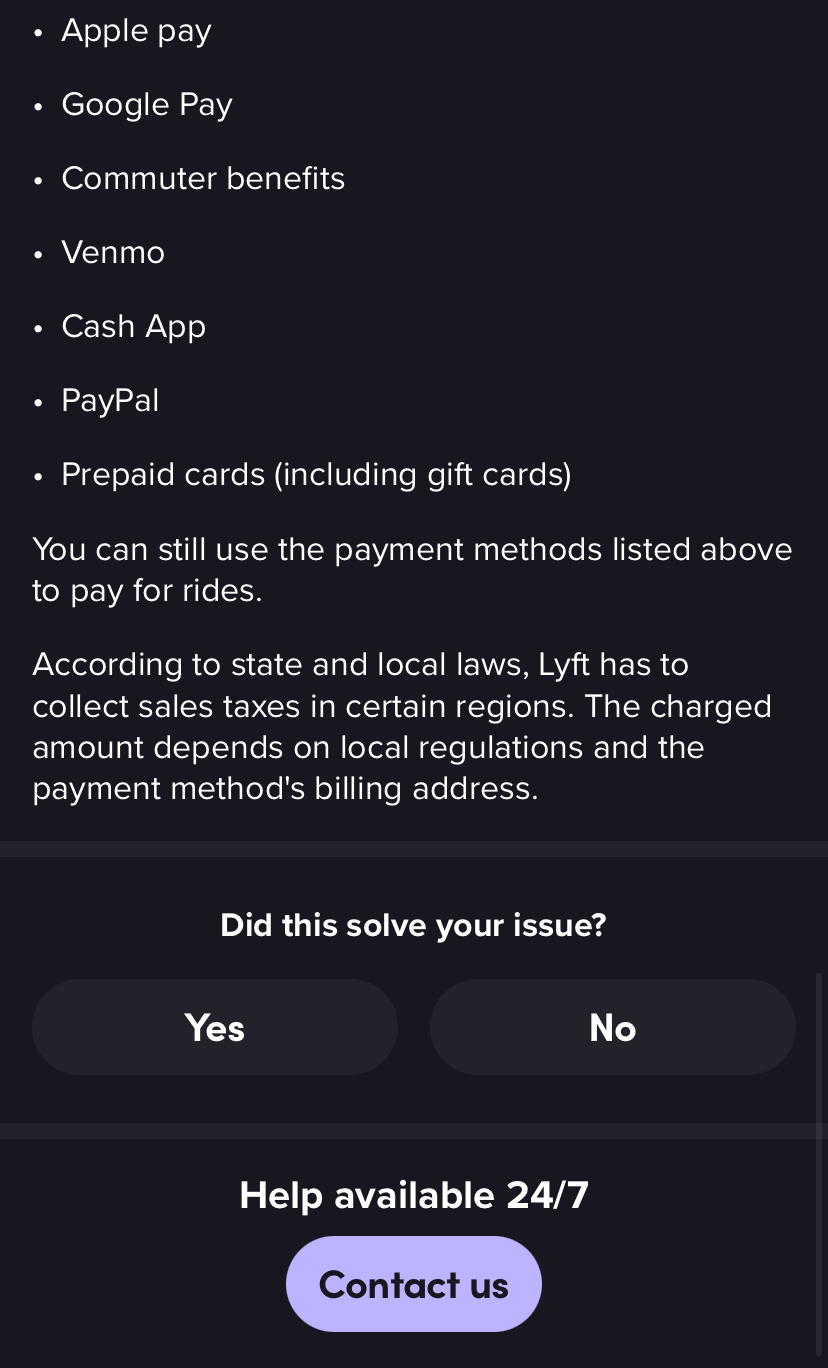 • Apple pay
• Google Pay
• Commuter benefits
• Venmo
• Cash App
• PayPal
• Prepaid cards (including gift cards)
You can still use the payment methods listed above
to pay for rides.
According to state and local laws, Lyft has to
collect sales taxes in certain regions. The charged
amount depends on local regulations and the
payment method's billing address.
Did this solve your issue?
Yes
No
Help available 24/7
Contact us